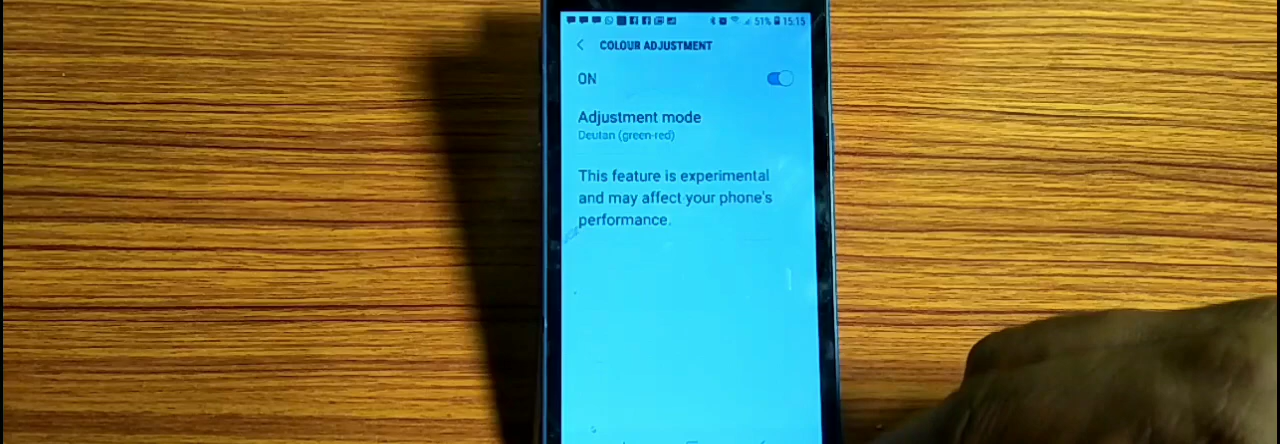 51% 15:15
COLOUR ADJUSTMENT
ON
Adjustment mode
Deutan (green-red)
This feature is experimental
and may affect your phone's
performance.